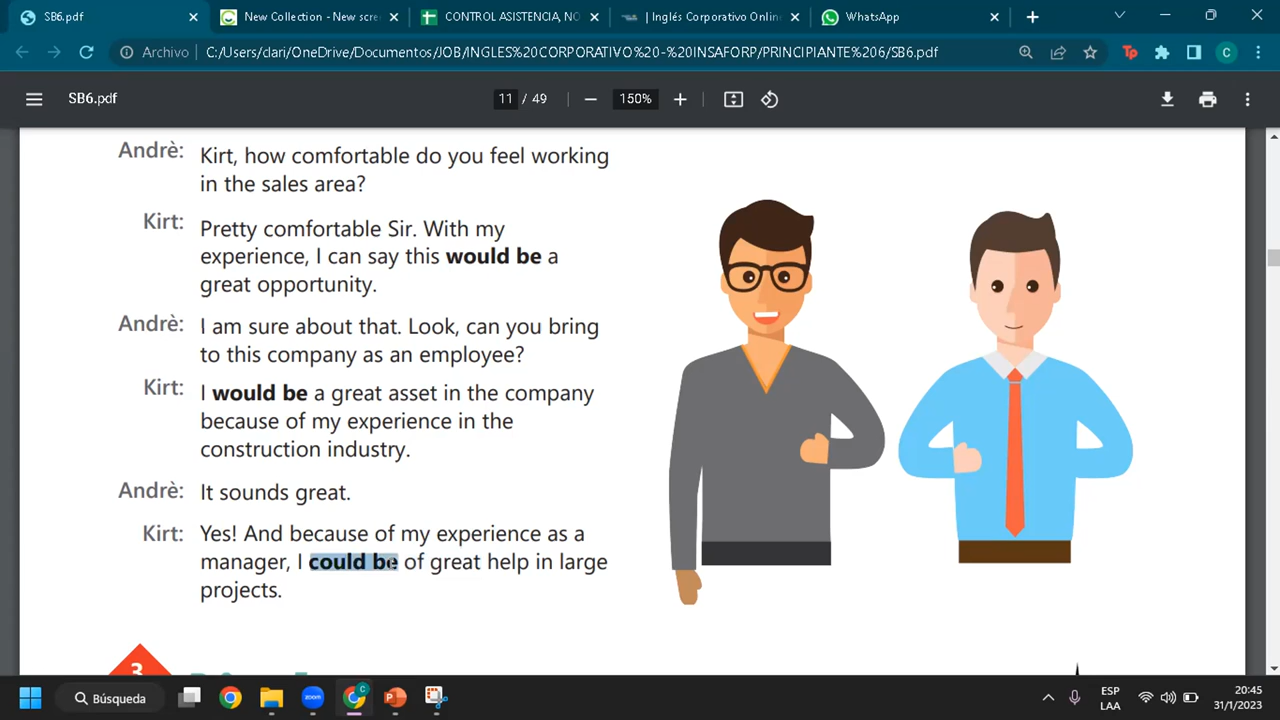 SB6.pdf
New Collection - New scre
CONTROL ASISTENCIA, NO
| Inglés Corporativo Onlin
WhatsApp
Archivo
C:/Users/clari/OneDrive/Documentos/JOB/INGLES%20CORPORATIVO%20-%20INSAFORP/PRINCIPIANTE%206/SB6.pdf
C
SB6.pdf
11 / 49
150%
Andrè: Kirt, how comfortable do you feel working
in the sales area?
Kirt: Pretty comfortable Sir. With my
experience, I can say this would be a
great opportunity.
Andrè: I am sure about that. Look, can you bring
to this company as an employee?
Kirt: I would be a great asset in the company
because of my experience in the
construction industry.
Andrè: It sounds great.
Kirt: Yes! And because of my experience as a
manager, I could be of great help in large
projects.
3
Búsqueda
zoom
ESP
LAA
20:45
31/1/2023